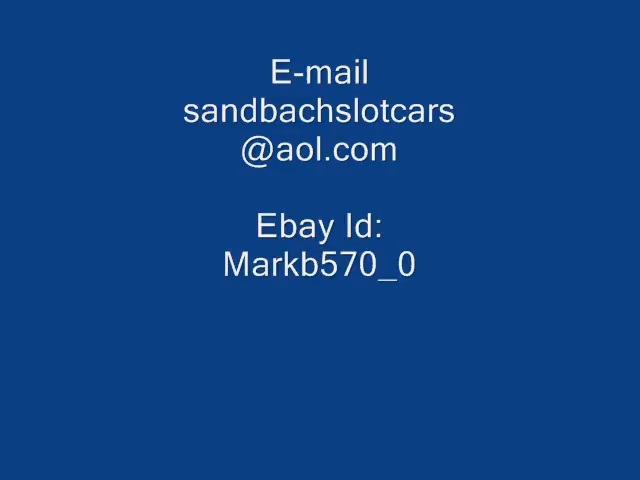 E-mail
sandbachslotcars
@aol.com
Ebay Id:
Markb570_0